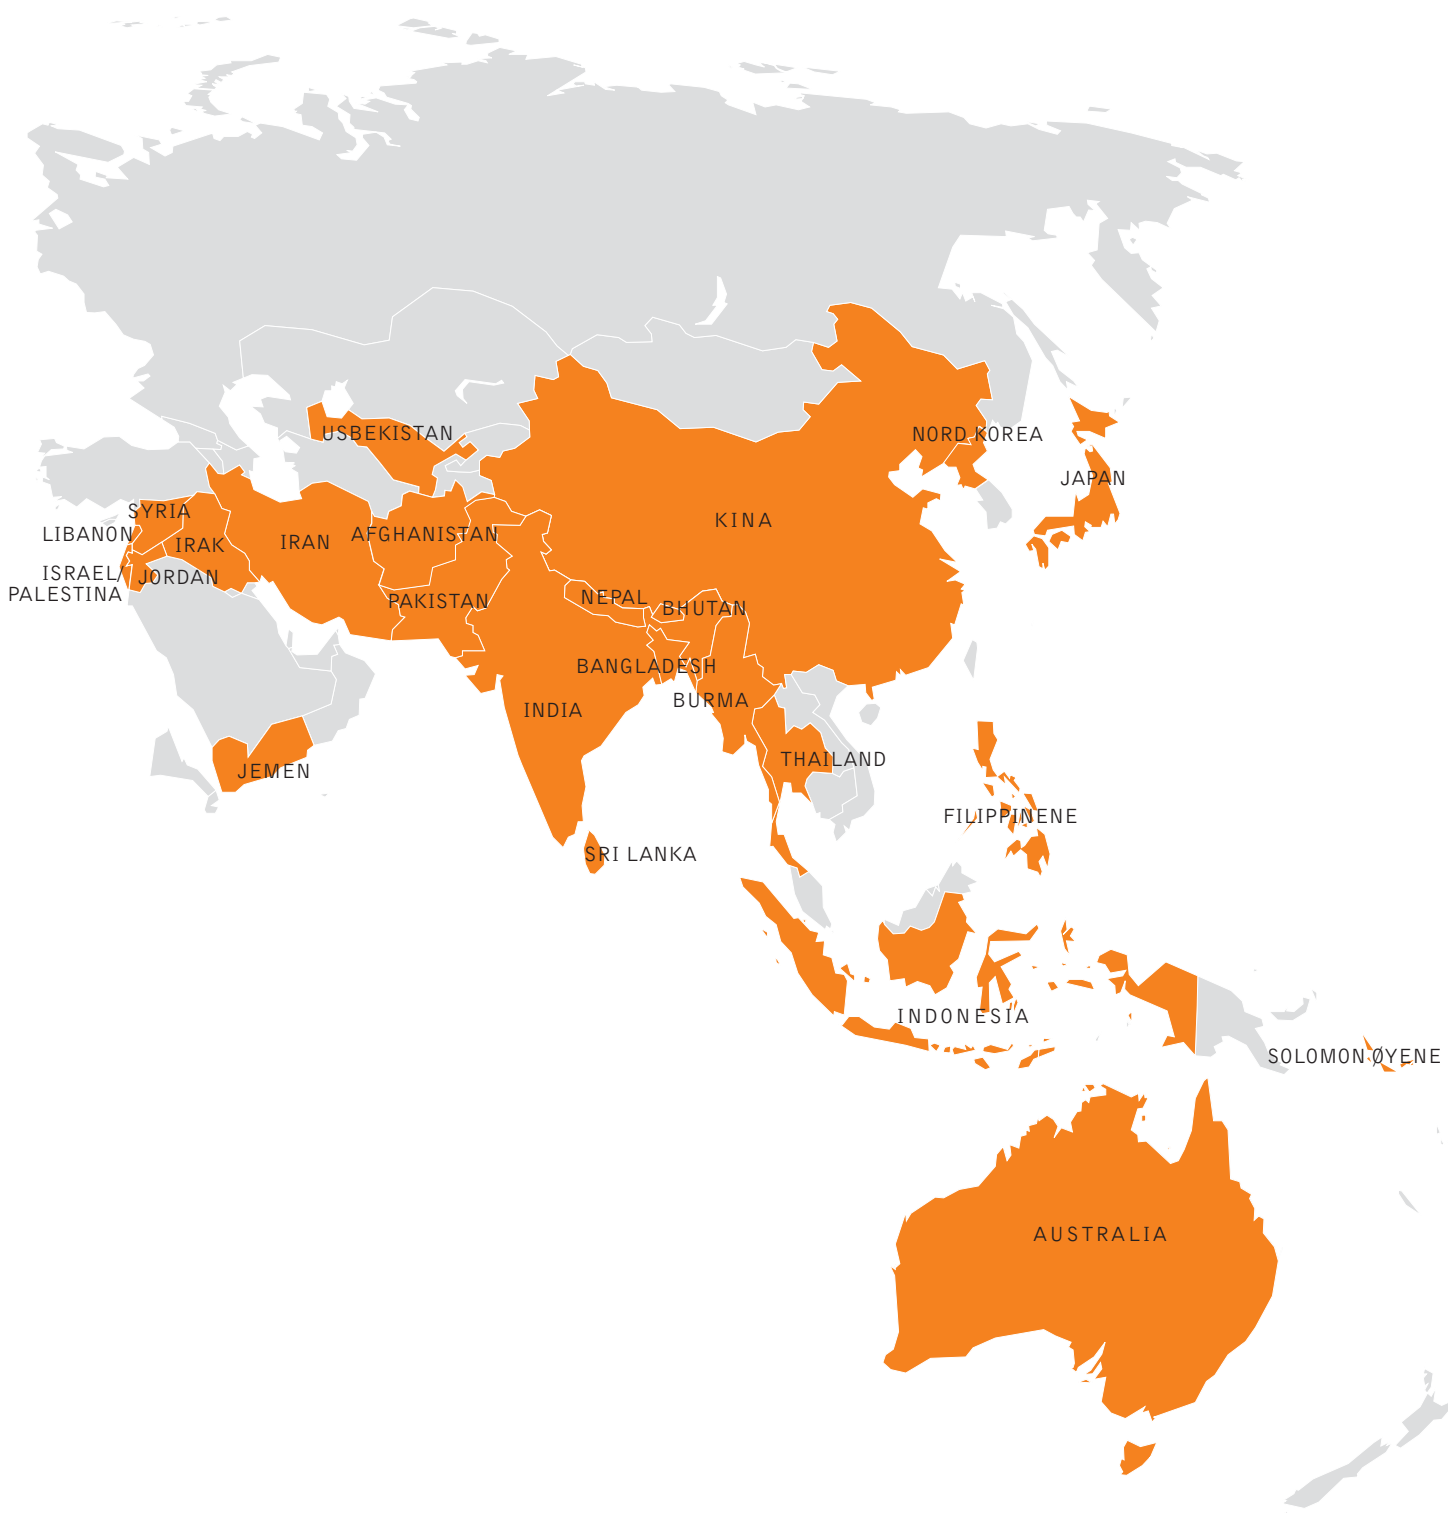 USBEKISTAN
NORD KOREA
JAPAN
SYRIA
KINA
LIBANON
AFGHANISTAN
IRAN
IRAK
ISRAEL/
PALESTINA
JORDAN
PAKISTAN
NEPAL
BHUTAN
BANGLADESH
BURMA
INDIA
THAILAND
JEMEN
FILIPPINENE
SRI LANKA
INDONESIA
SOLOMON ØYENE
AUSTRALIA